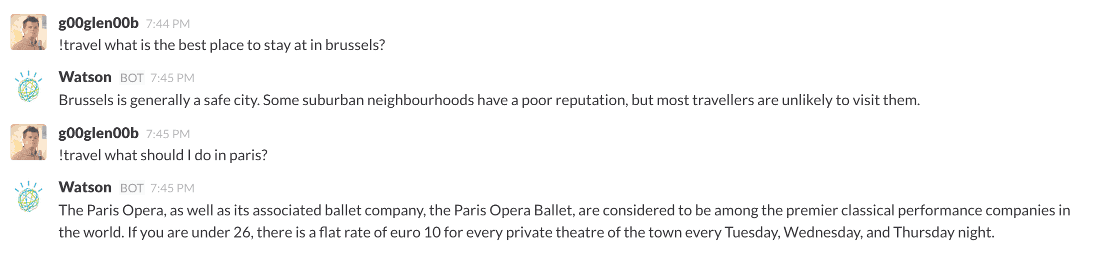 g00glen00b 7:44 PM
!travel what is the best place to stay at in brussels?
Watson BOT 7:45 PM
Brussels is generally a safe city. Some suburban neighbourhoods have a poor reputation, but most travellers are unlikely to visit them.
g00glen00b 7:45 PM
!travel what should I do in paris?
Watson BOT 7:45 PM
The Paris Opera, as well as its associated ballet company, the Paris Opera Ballet, are considered to be among the premier classical performance companies in
the world. If you are under 26, there is a flat rate of euro 10 for every private theatre of the town every Tuesday, Wednesday, and Thursday night.